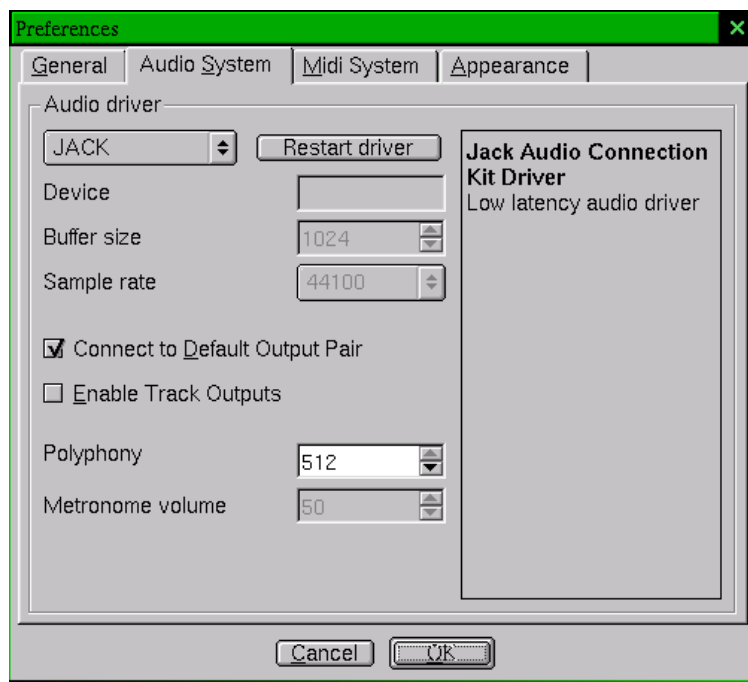 Preferences
General
Audio System
Midi System
Appearance
Audio driver
JACK
Restart driver
Device
Buffer size
1024
Sample rate
44100
Connect to Default Output Pair
Enable Track Outputs
Polyphony
512
Metronome volume
50
Jack Audio Connection
Kit Driver
Low latency audio driver
Cancel
OK